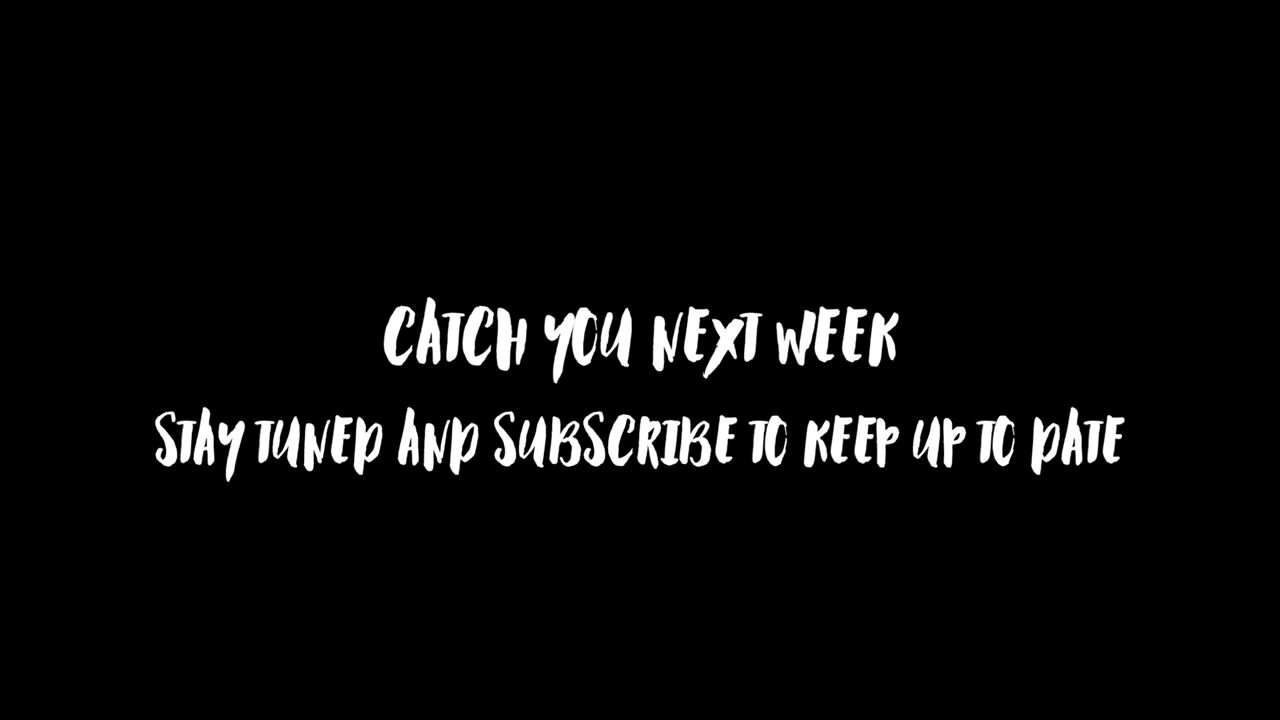 CATCH YOU NEXT WEEK
STAY TUNED AND SUBSCRIBE TO KEEP UP TO DATE